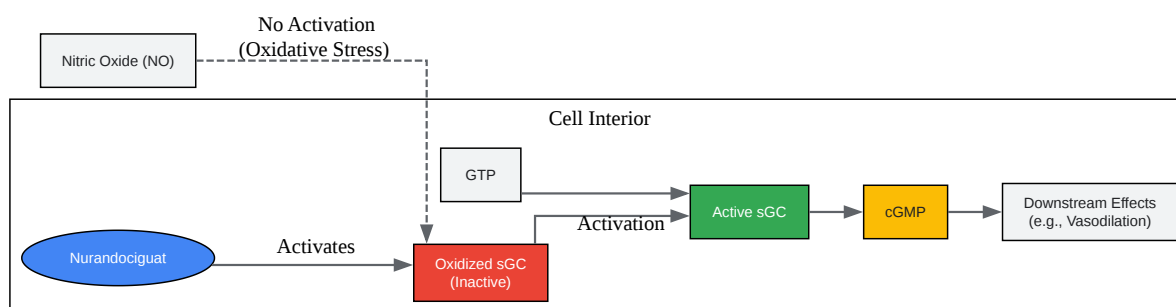 No Activation
(Oxidative Stress)
Nitric Oxide (NO)
Cell Interior
GTP
Active sGC
cGMP
Downstream Effects
(e.g., Vasodilation)
Activation
Nurandociguat
Activates
Oxidized sGC
(Inactive)